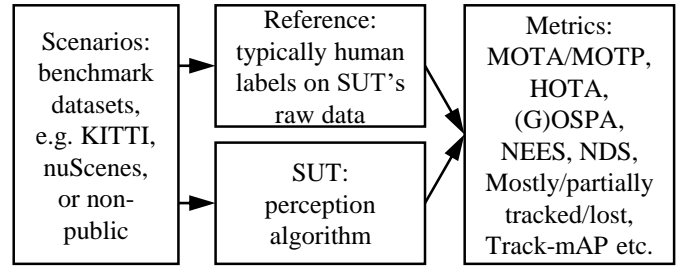 Scenarios:
benchmark
datasets,
e.g. KITTI,
nuScenes,
or non-
public
Reference:
typically human
labels on SUT's
raw data
SUT:
perception
algorithm
Metrics:
MOTA/MOTP,
HOTA,
(G)OSPA,
NEES, NDS,
Mostly/partially
tracked/lost,
Track-mAP etc.